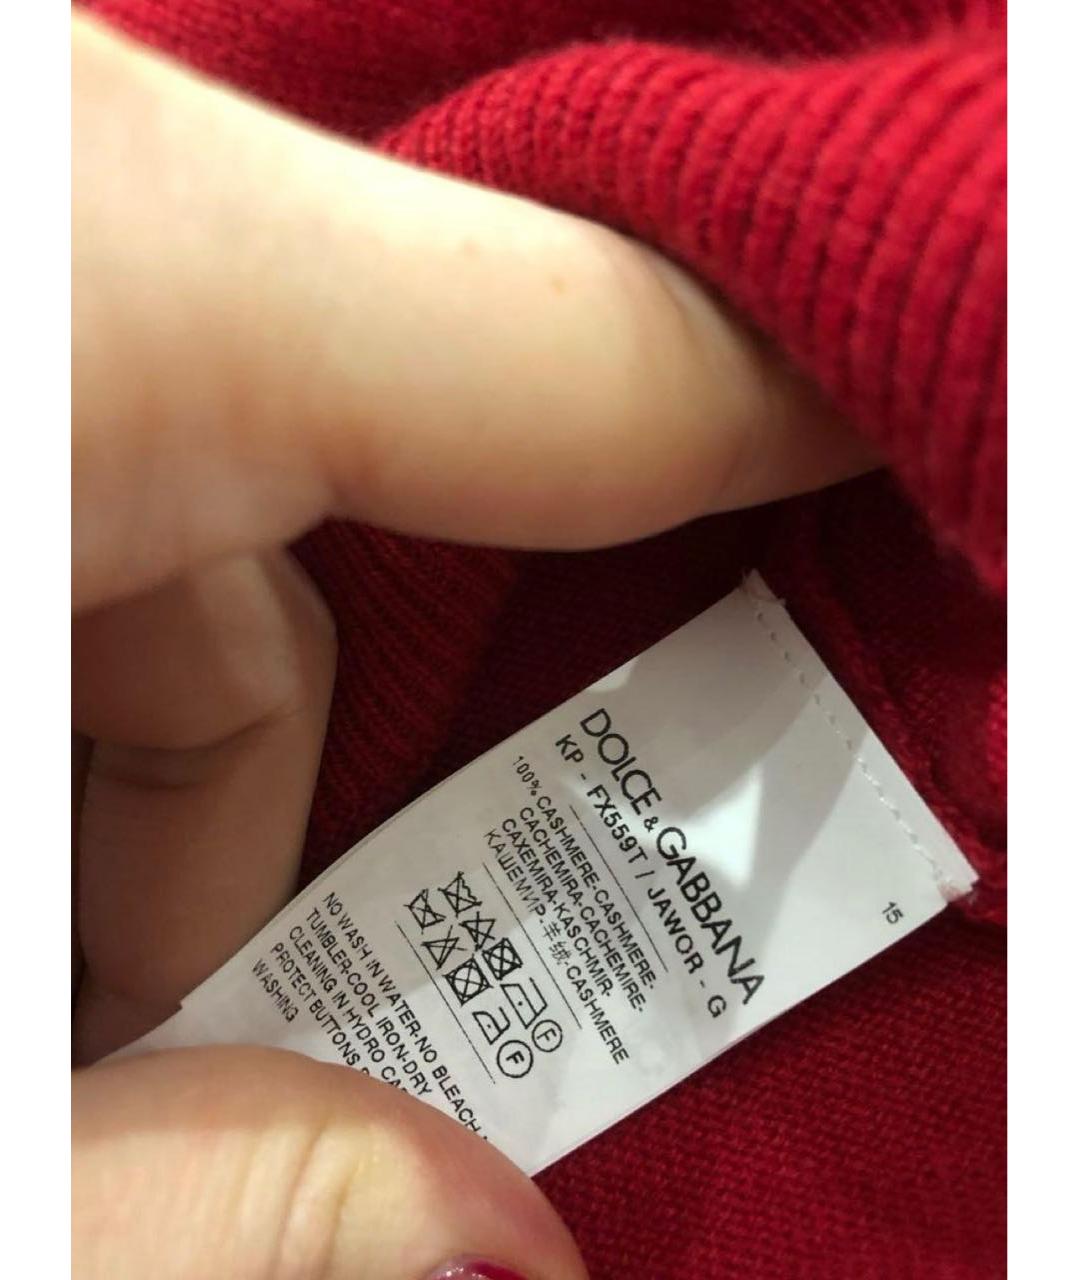 15
DOLCE & GABBANA
KP - FX559T / JAWOR - G
100% CASHMERE-CASHMERE-
CACHEMIRA-CACHEMIRE-
CAXEMIRA-KASCHMIR-
КАШЕМИР-羊绒-CASHMERE
F
F
NO WASH IN WATER-NO BLEACH
TUMBLER-COOL IRON-DRY
CLEANING IN HYDRO
PROTECT BUTTONS
WASHING